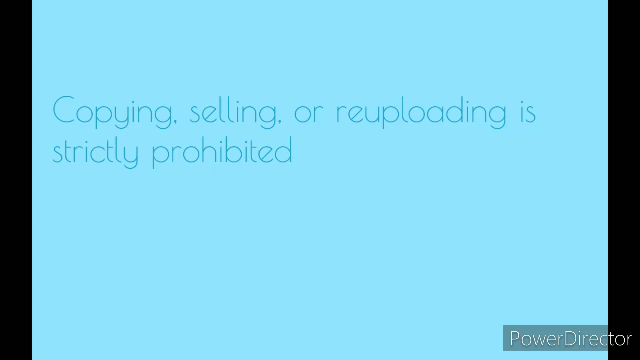 Copying, selling, or reuploading is
strictly prohibited
PowerDirector